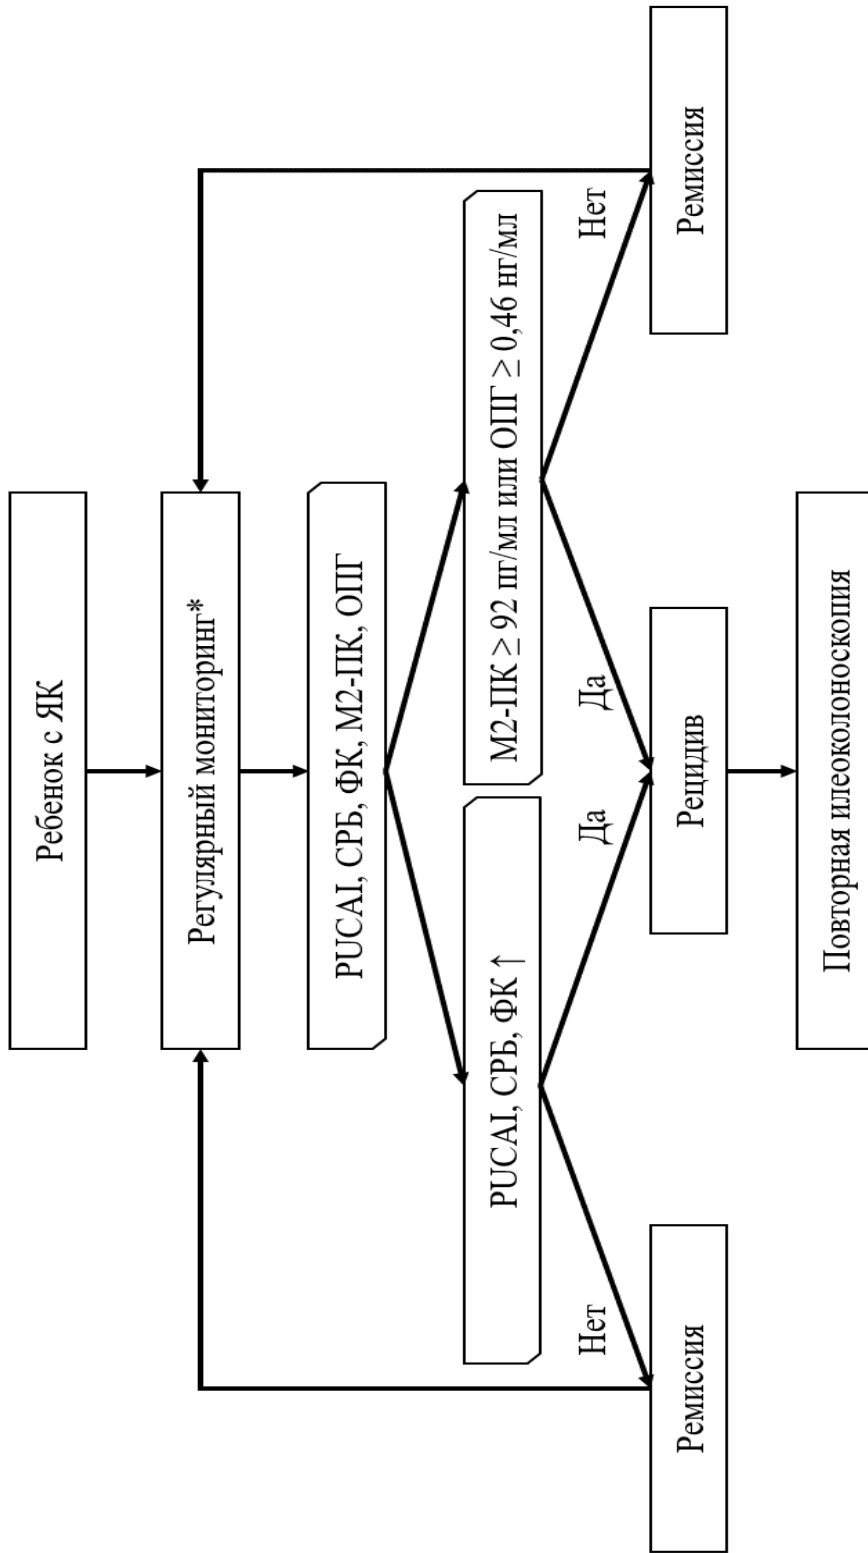 Ребенок с ЯК
Регулярный мониторинг*
PUCAI, СРБ, ФК, М2-ПК, ОПГ
PUCAI, СРБ, ФК ↑
М2-ПК ≥ 92 пг/мл или ОПГ ≥ 0,46 нг/мл
Нет
Да
Да
Нет
Ремиссия
Рецидив
Ремиссия
Повторная илеоколоноскопия